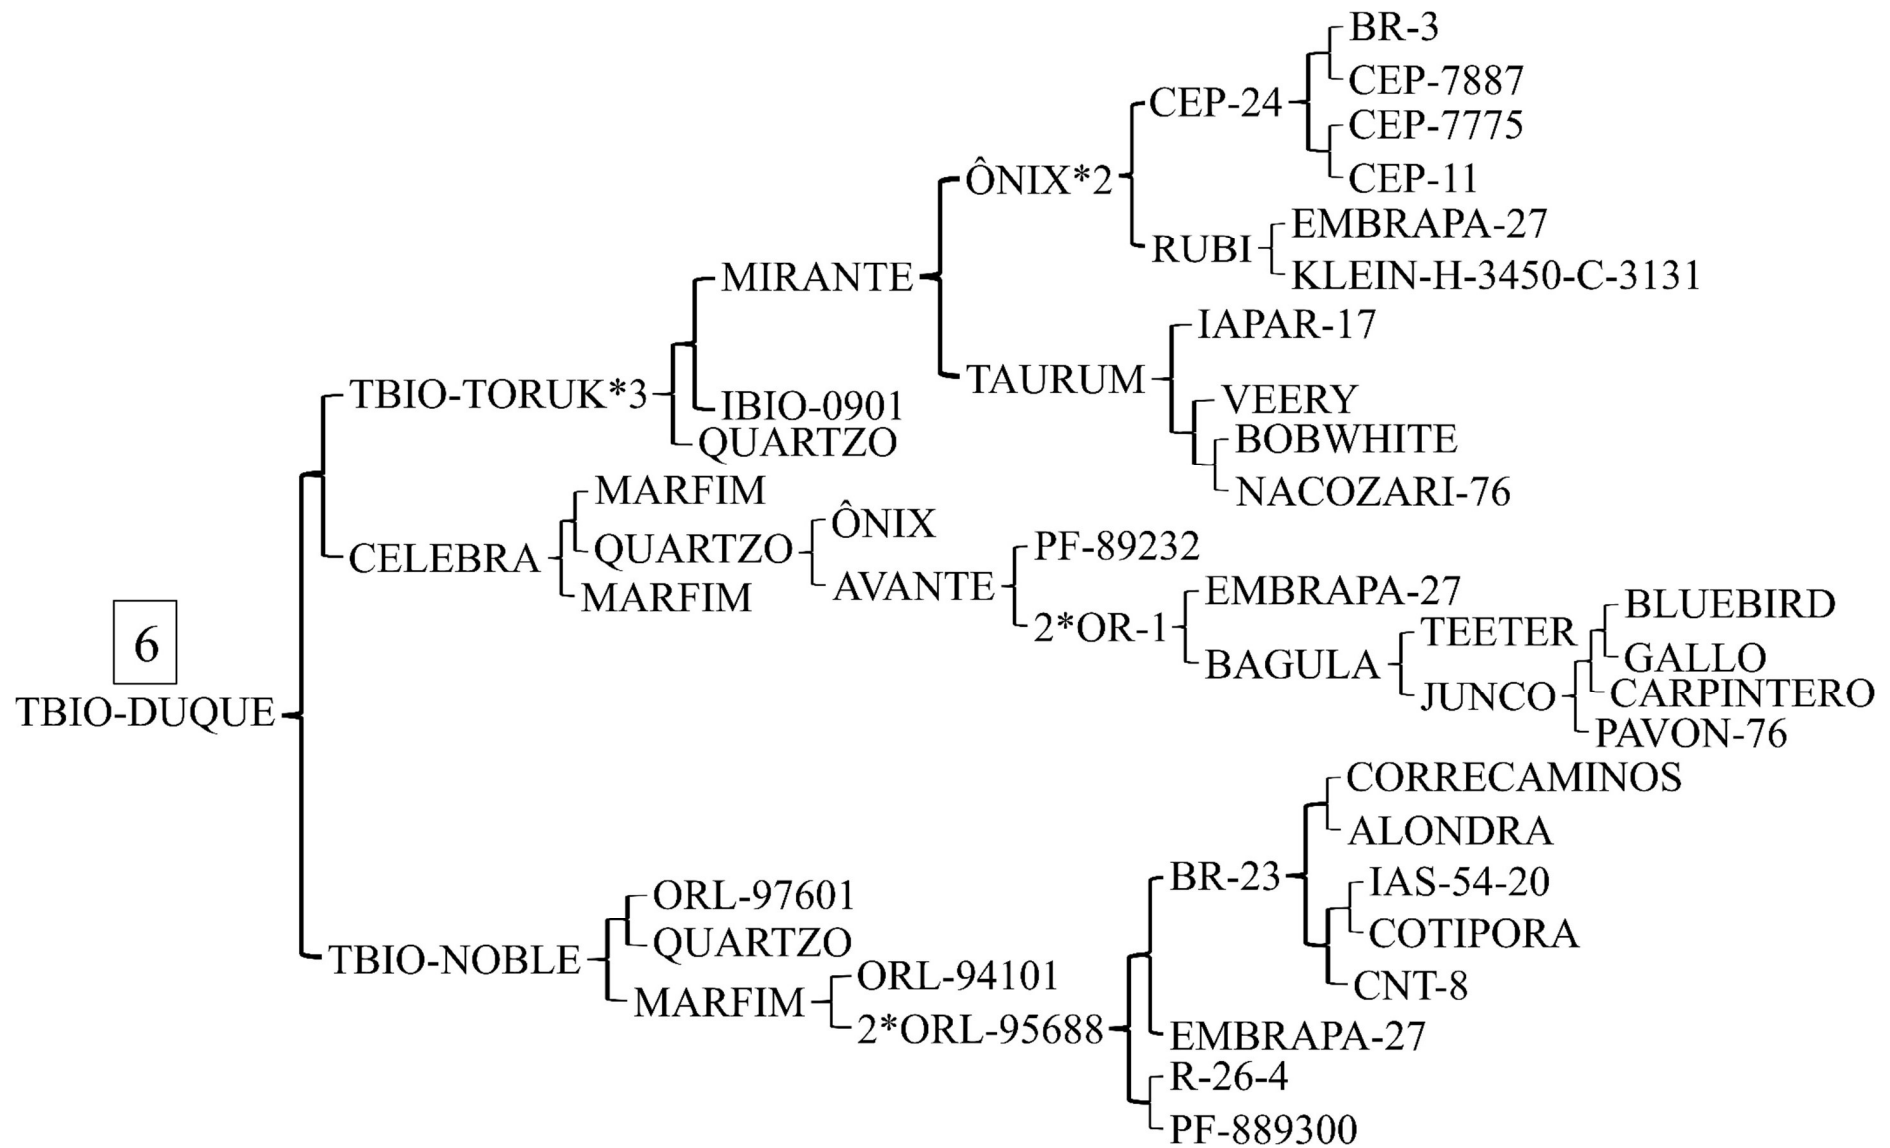 BR-3
CEP-7887
CEP-24
CEP-7775
CEP-11
ÔNIX*2
EMBRAPA-27
RUBI
KLEIN-H-3450-C-3131
MIRANTE
IAPAR-17
TAURUM
VEERY
BOBWHITE
NACOZARI-76
TBIO-TORUK*3
IBIO-0901
QUARTZO
MARFIM
ÔNIX
QUARTZO
CELEBRA
AVANTE
MARFIM
PF-89232
EMBRAPA-27
2*OR-1
BAGULA
TEETER
JUNCO
BLUEBIRD
GALLO
CARPINTERO
PAVON-76
6
TBIO-DUQUE
CORRECAMINOS
ALONDRA
BR-23
IAS-54-20
COTIPORA
CNT-8
ORL-97601
QUARTZO
TBIO-NOBLE
MARFIM
ORL-94101
2*ORL-95688
EMBRAPA-27
R-26-4
PF-889300